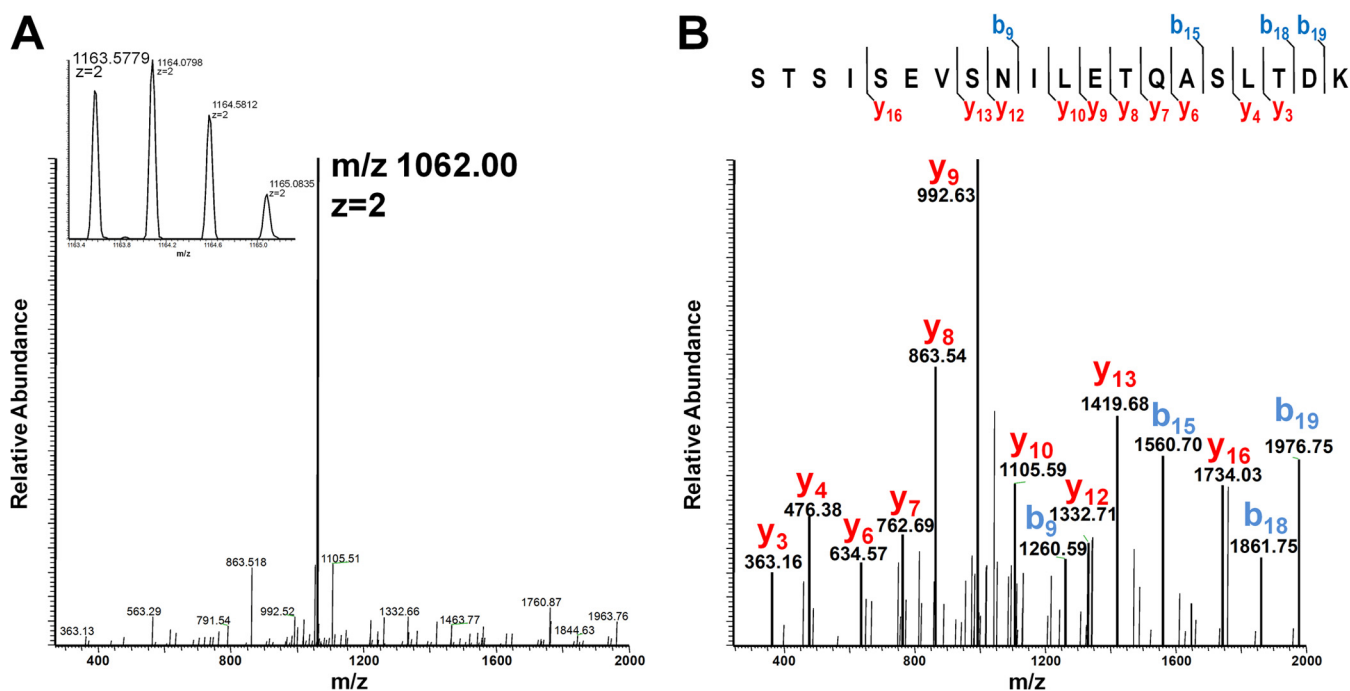 A
1163.5779
z=2
1164.0798
z=2
1164.5812
z=2
1165.0835
z=2
1163.4 1163.8 1164.2 1164.6 1165.0
m/z
m/z 1062.00
z=2
Relative Abundance
863.518
1105.51
563.29
791.54
992.52
1332.66
1463.77
1760.87
1963.76
363.13
1844.63
400 800 1200 1600 2000
m/z
B
b9 b15 b18 b19
S T S I S E V S N I L E T Q A S L T D K
y16 y13 y12 y10 y9 y8 y7 y6 y4 y3
Relative Abundance
y9
992.63
y8
863.54
y13
1419.68
b15
1560.70
b19
1976.75
y10
1105.59
y16
1734.03
y4
476.38
y12
1332.71
y7
762.69
y6
634.57
b9
1260.59
b18
1861.75
y3
363.16
400 800 1200 1600 2000
m/z